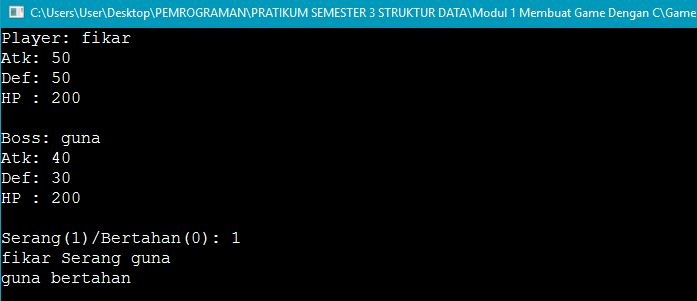 C:\Users\User\Desktop\PEMROGRAMAN\PRATIKUM SEMESTER 3 STRUKTUR DATA\Modul 1 Membuat Game Dengan C\Game
Player: fikar
Atk: 50
Def: 50
HP : 200
Boss: guna
Atk: 40
Def: 30
HP : 200
Serang(1)/Bertahan(0): 1
fikar Serang guna
guna bertahan